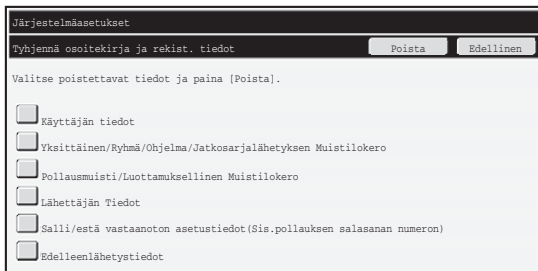 Järjestelmäasetukset
Tyhjennä osoitekirja ja rekist. tiedot Poista Edellinen
Valitse poistettavat tiedot ja paina [Poista].
Käyttäjän tiedot
Yksittäinen/Ryhmä/Ohjelma/Jatkosarjalähetyksen Muistilokero
Pollausmuisti/Luottamuksellinen Muistilokero
Lähettäjän Tiedot
Salli/estä vastaanoton asetustiedot(Sis.pollauksen salasanan numeron)
Edelleenlähetystiedot